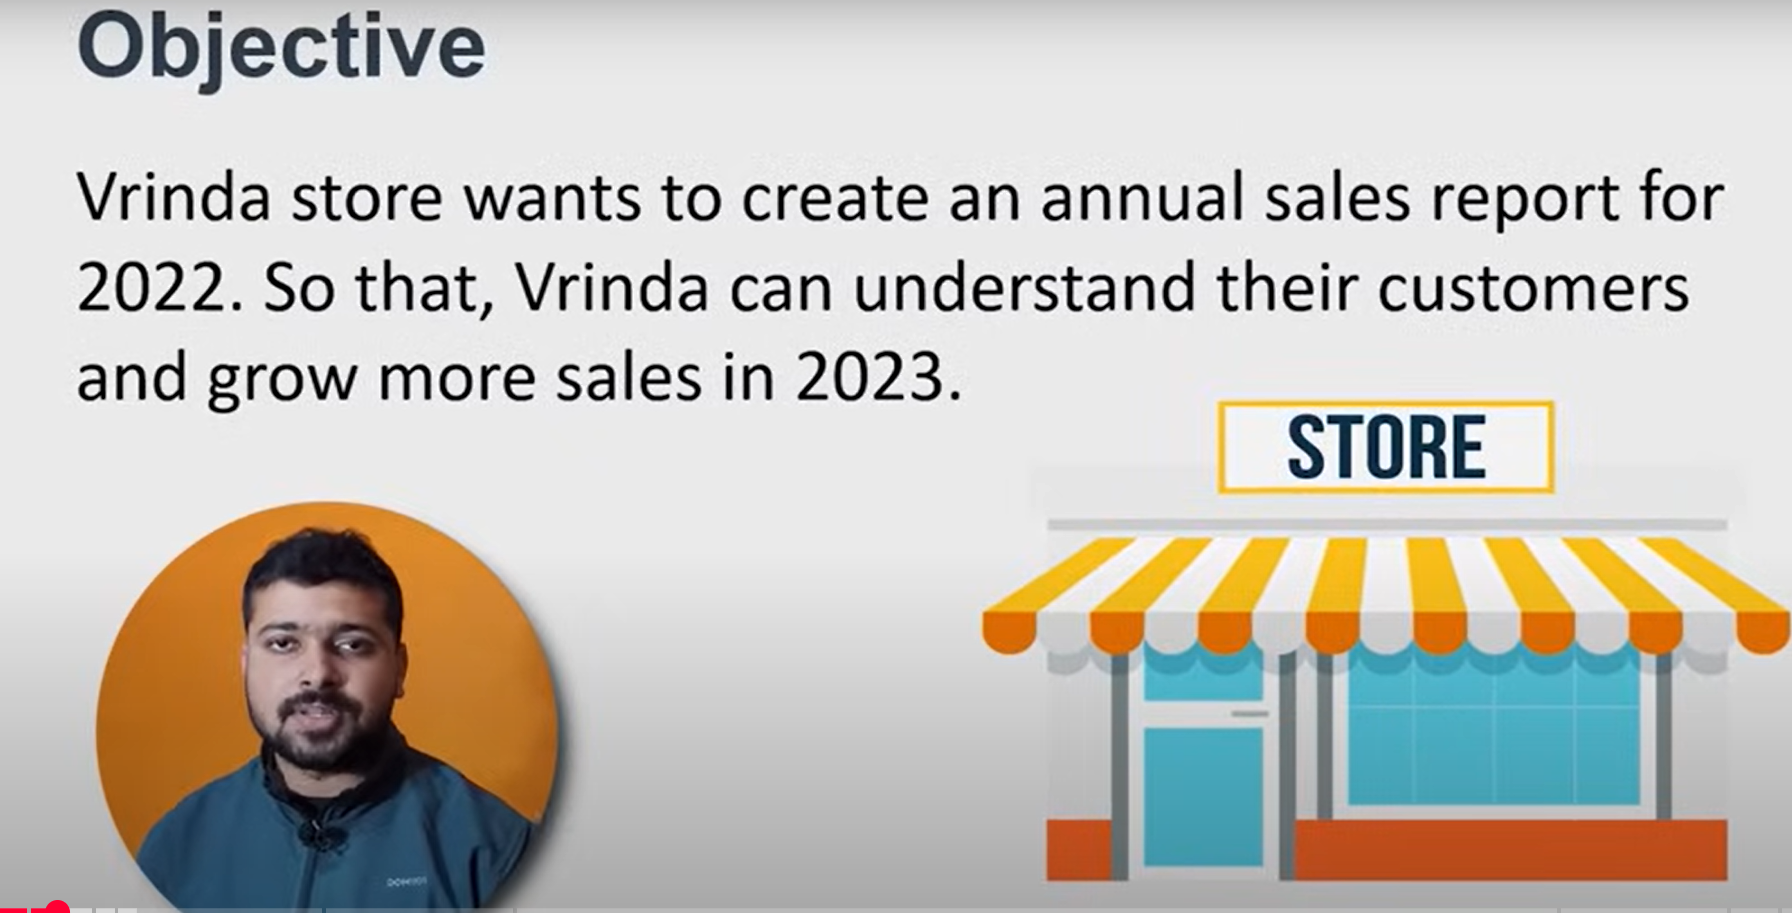 Objective
Vrinda store wants to create an annual sales report for
2022. So that, Vrinda can understand their customers
and grow more sales in 2023.
STORE